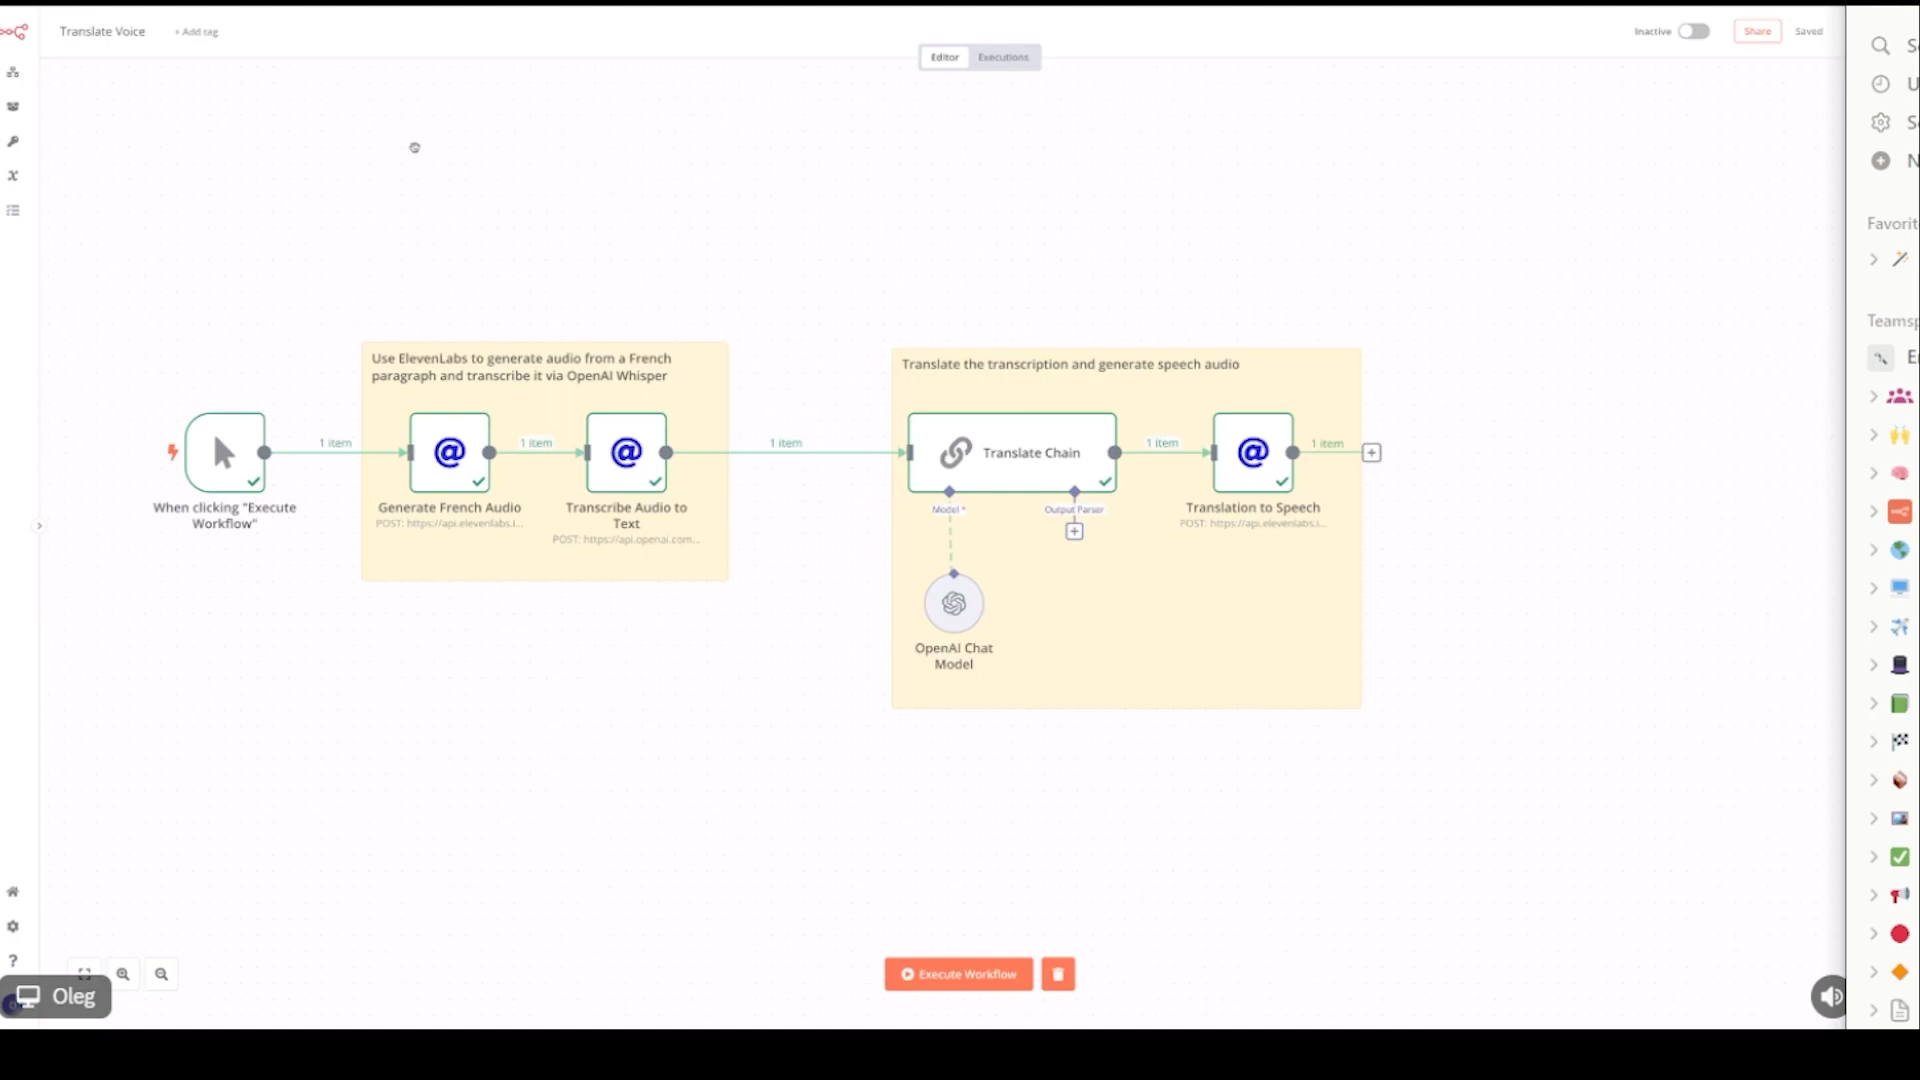 Translate Voice
+ Add tag
Inactive
Share
Saved
Editor
Executions
Use ElevenLabs to generate audio from a French
paragraph and transcribe it via OpenAI Whisper
Translate the transcription and generate speech audio
1 item
1 item
1 item
Translate Chain
1 item
1 item
When clicking "Execute
Workflow"
Generate French Audio
POST: https://api.elevenlabs.i...
Transcribe Audio to
Text
POST: https://api.openai.com...
Model *
Output Parser
Translation to Speech
POST: https://api.elevenlabs.i...
OpenAI Chat
Model
Execute Workflow
Oleg
Favorit
Teamsp